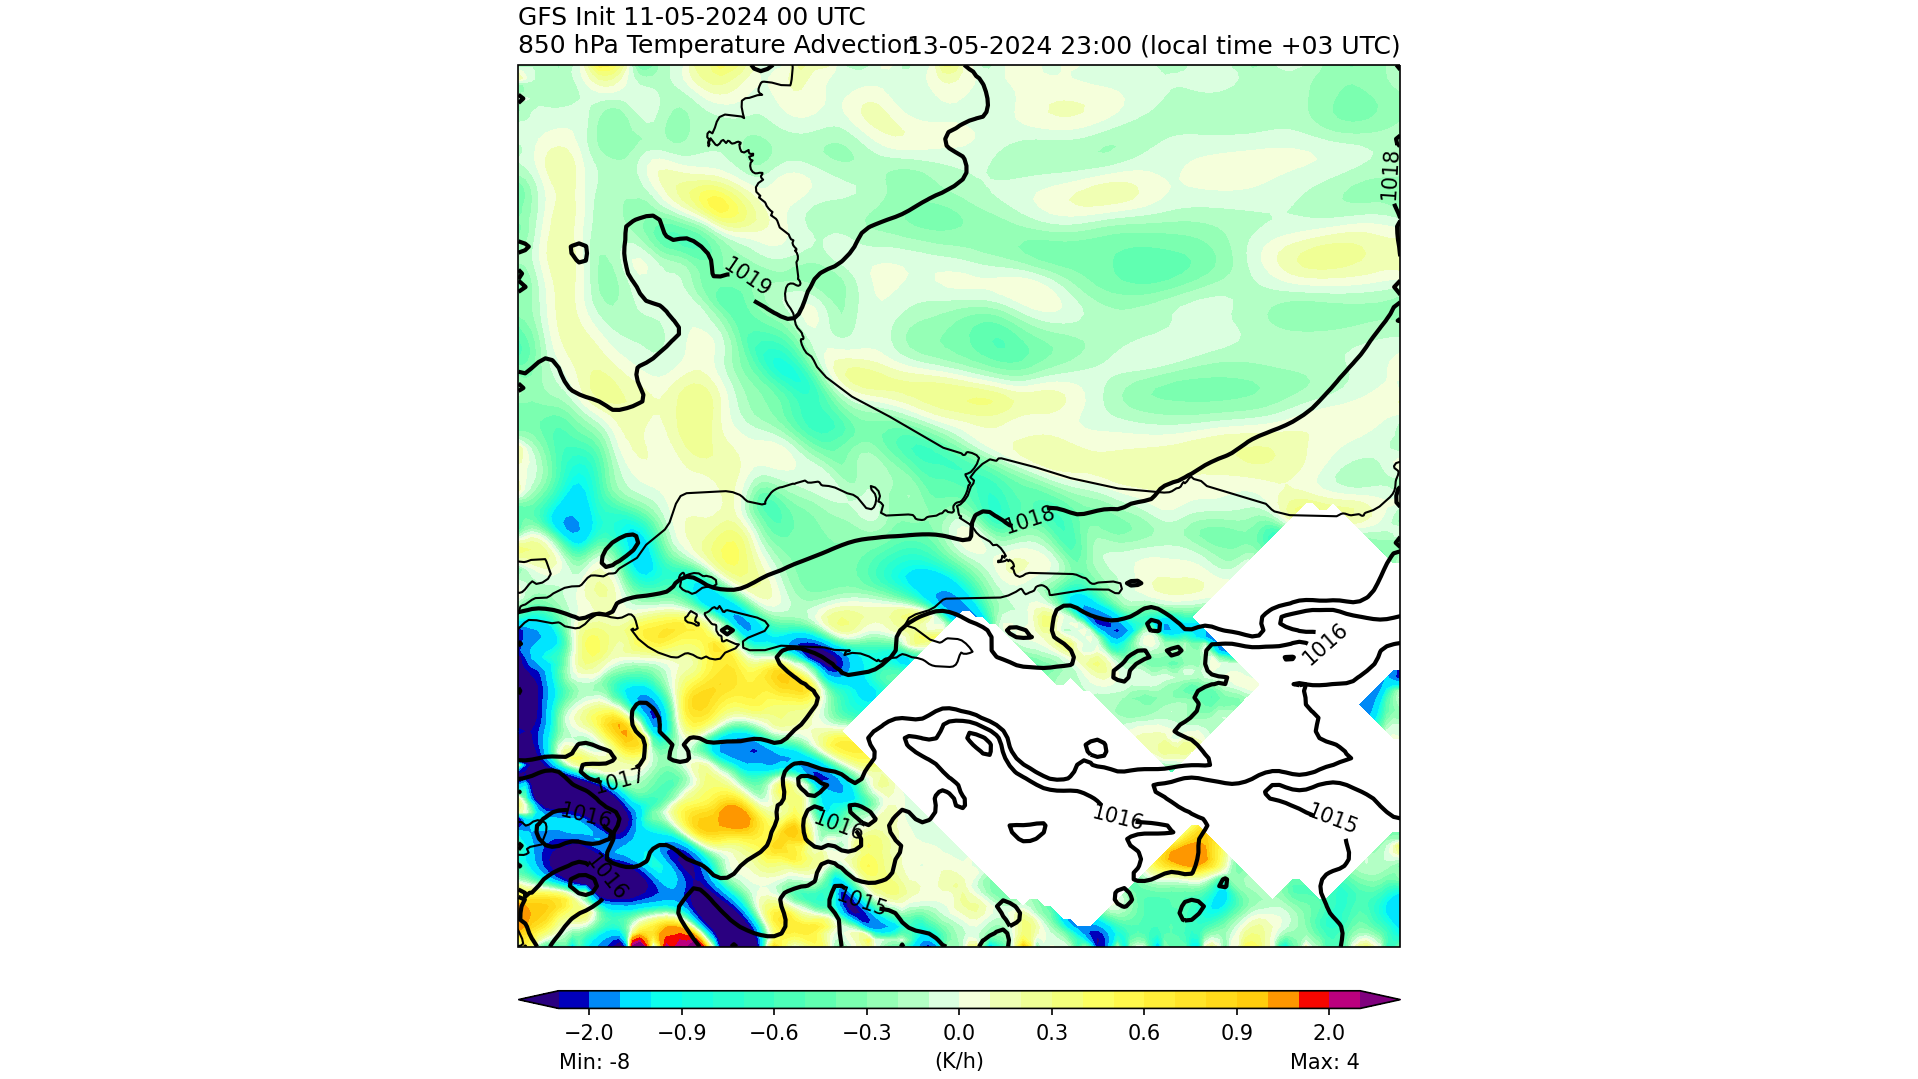 GFS Init 11-05-2024 00 UTC
850 hPa Temperature Advection
13-05-2024 23:00 (local time +03 UTC)
1018
1019
1018
1016
1017
1016
1016
1016
1015
1016
1015
−2.0 −0.9 −0.6 −0.3 0.0 0.3 0.6 0.9 2.0
Min: -8 (K/h) Max: 4